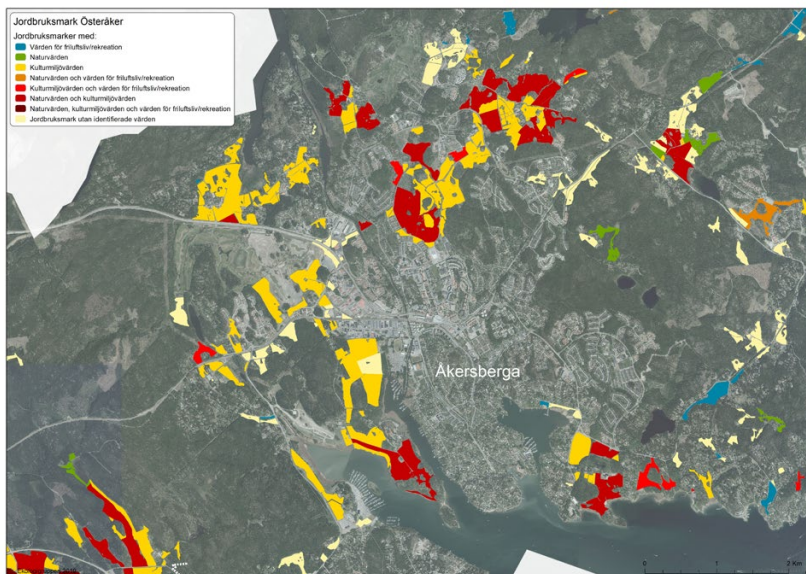 Jordbruksmark Österåker
Jordbruksmarker med:
Värden för friluftsliv/rekreation
Naturvärden
Kulturmiljövärden
Naturvärden och värden för friluftsliv/rekreation
Kulturmiljövärden och värden för friluftsliv/rekreation
Naturvärden och kulturmiljövärden
Naturvärden, kulturmiljövärden och värden för friluftsliv/rekreation
Jordbruksmark utan identifierade värden
Åkersberga
0 1 2 Km